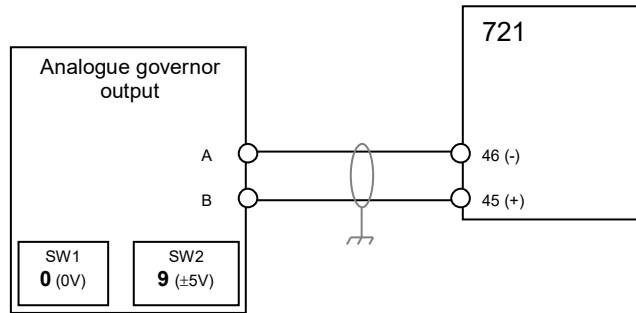 721
Analogue governor
output
A
46 (-)
B
45 (+)
SW1
0 (0V)
SW2
9 (±5V)